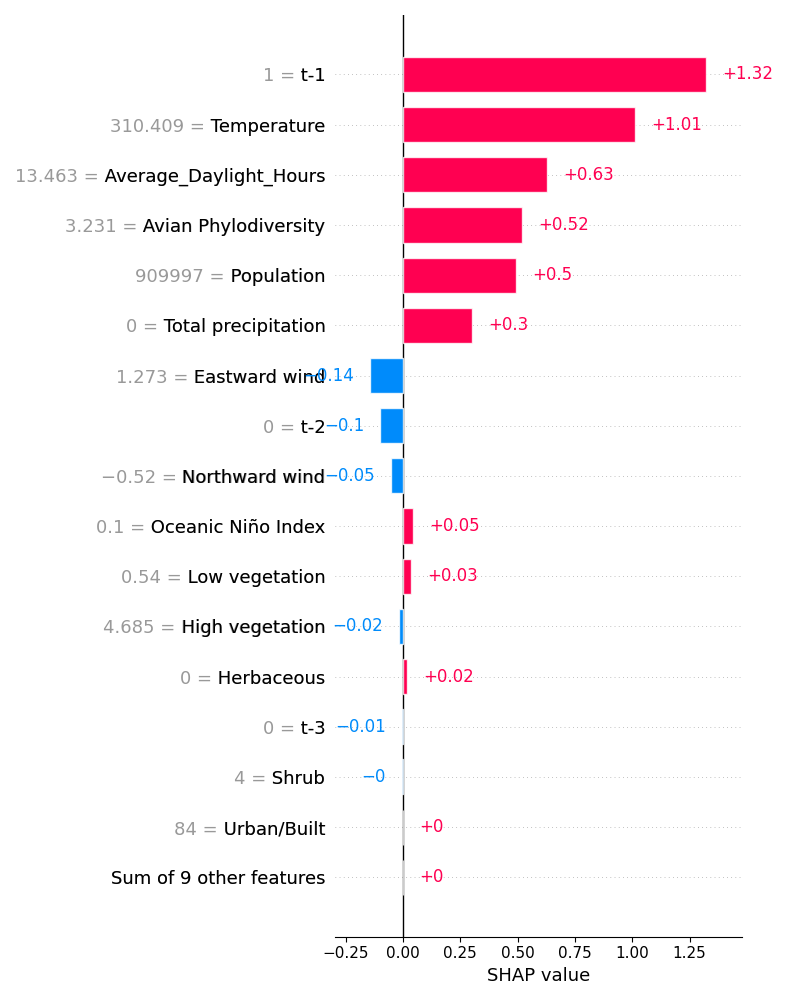 1 = t-1 +1.32
310.409 = Temperature +1.01
13.463 = Average_Daylight_Hours +0.63
3.231 = Avian Phylodiversity +0.52
909997 = Population +0.5
0 = Total precipitation +0.3
1.273 = Eastward wind −0.14
0 = t-2 −0.1
−0.52 = Northward wind −0.05
0.1 = Oceanic Niño Index +0.05
0.54 = Low vegetation +0.03
4.685 = High vegetation −0.02
0 = Herbaceous +0.02
0 = t-3 −0.01
4 = Shrub −0
84 = Urban/Built +0
Sum of 9 other features +0
−0.25 0.00 0.25 0.50 0.75 1.00 1.25
SHAP value